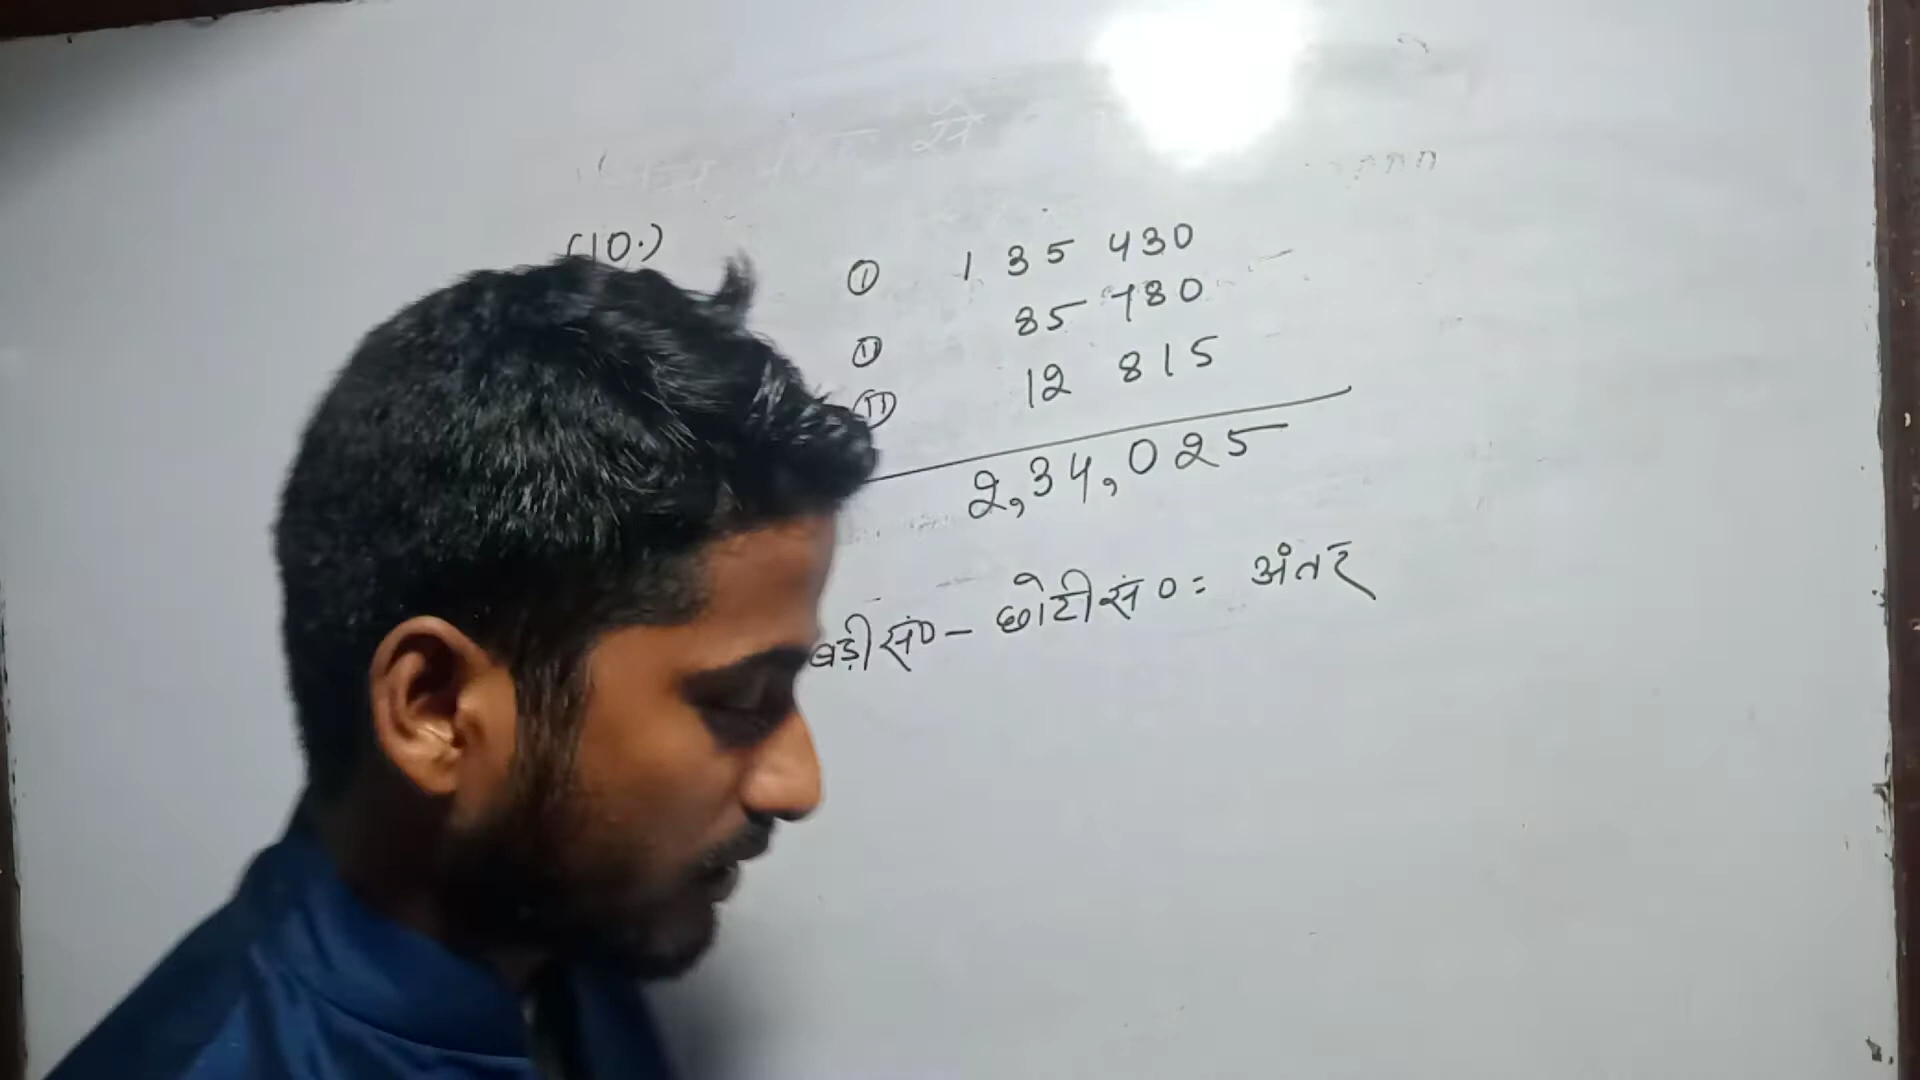 (10.)
① 1 35 430
② 85 780
③ 12 815
2,34,025
बड़ी सं० - छोटी सं० = अंतर